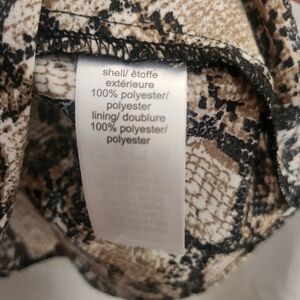 shell/ étoffe
extérieure
100% polyester/
polyester
lining/ doublure
100% polyester/
polyester